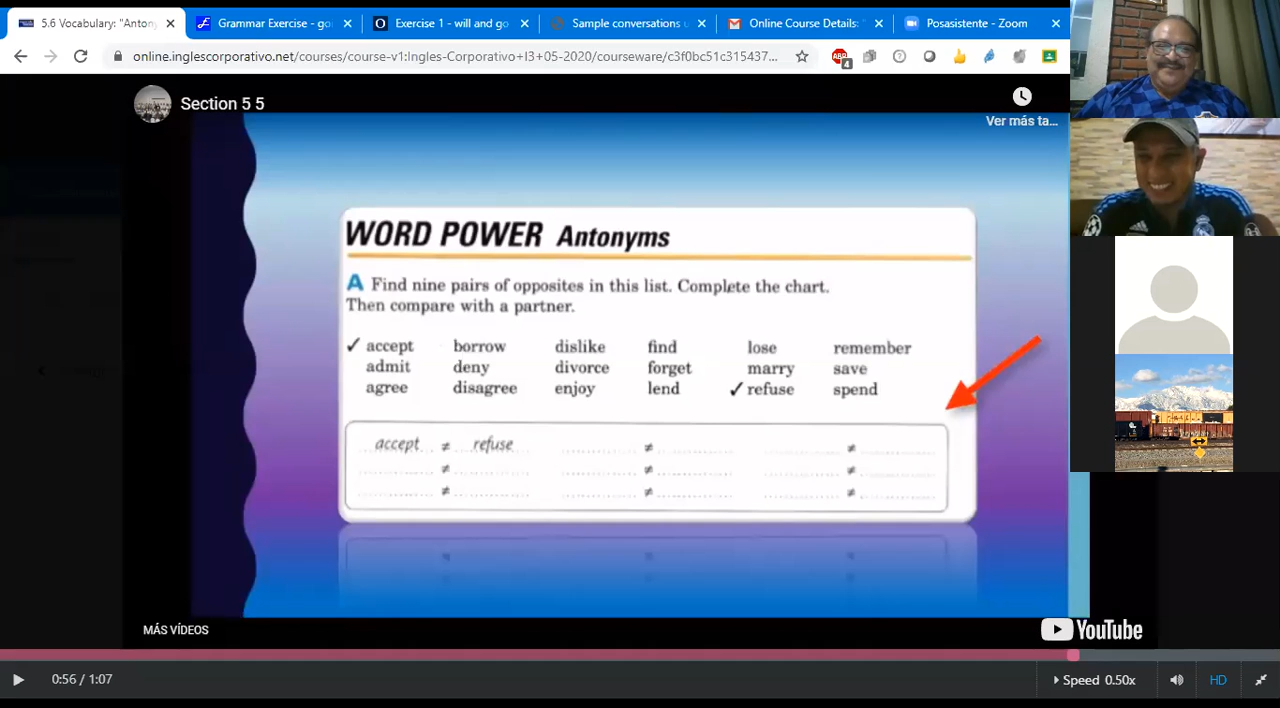 5.6 Vocabulary: "Anton
Grammar Exercise - go
Exercise 1 - will and go
Sample conversations u
Online Course Details:
Posasistente - Zoom
online.inglescorporativo.net/courses/course-v1:Inglescorporativo+I3+05-2020/courseware/c3f0bc51c315437...
ABP
4
Section 5 5
Ver más ta...
WORD POWER Antonyms
A Find nine pairs of opposites in this list. Complete the chart.
Then compare with a partner.
✓ accept borrow dislike find lose remember
admit deny divorce forget marry save
agree disagree enjoy lend ✓ refuse spend
accept ≠ refuse ≠ ≠
≠ ≠ ≠
≠ ≠ ≠
MÁS VÍDEOS
YouTube
0:56 / 1:07
Speed 0.50x
HD